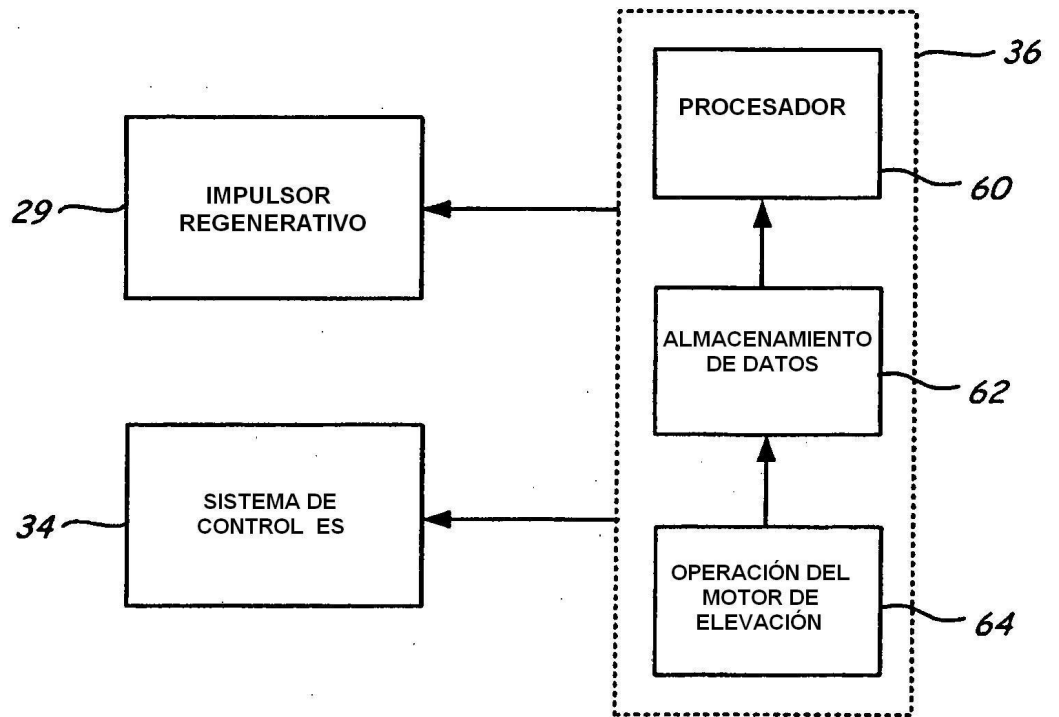 36
PROCESADOR
60
IMPULSOR
REGENERATIVO
29
ALMACENAMIENTO
DE DATOS
62
SISTEMA DE
CONTROL ES
34
OPERACIÓN DEL
MOTOR DE
ELEVACIÓN
64